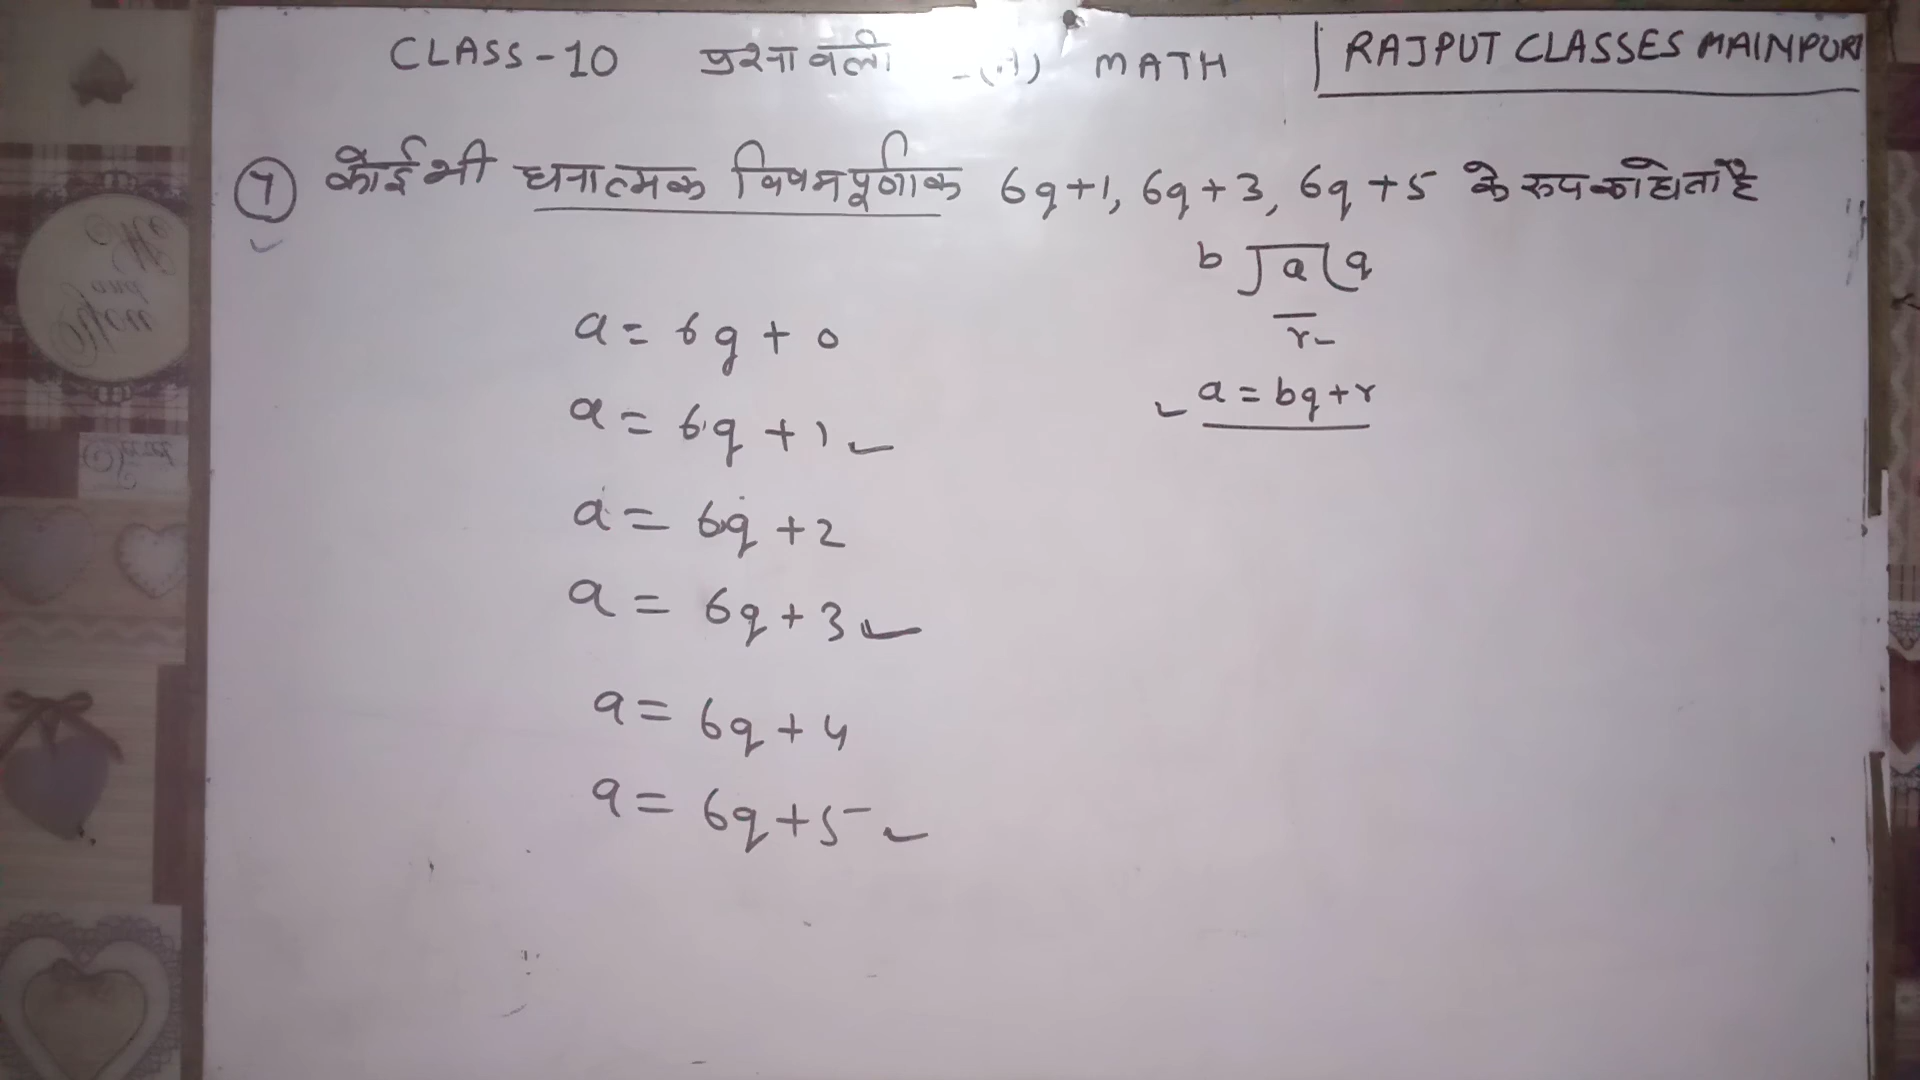 CLASS-10 प्रश्नावली MATH
RAJPUT CLASSES MAINPURI
कोई भी धनात्मक विषम पूर्णांक 6q+1, 6q+3, 6q+5 के रूप का होता है
b a q
r
a = bq+r
a = 6q + 0
a = 6q + 1
a = 6q + 2
a = 6q + 3
a = 6q + 4
a = 6q + 5